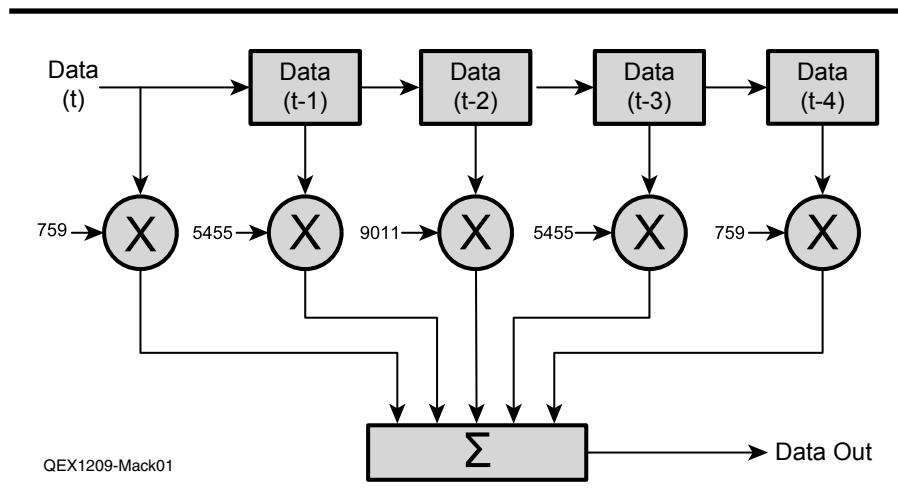 Data
(t)
Data
(t-1)
Data
(t-2)
Data
(t-3)
Data
(t-4)
759
X
5455
X
9011
X
5455
X
759
X
Σ
Data Out
QEX1209-Mack01